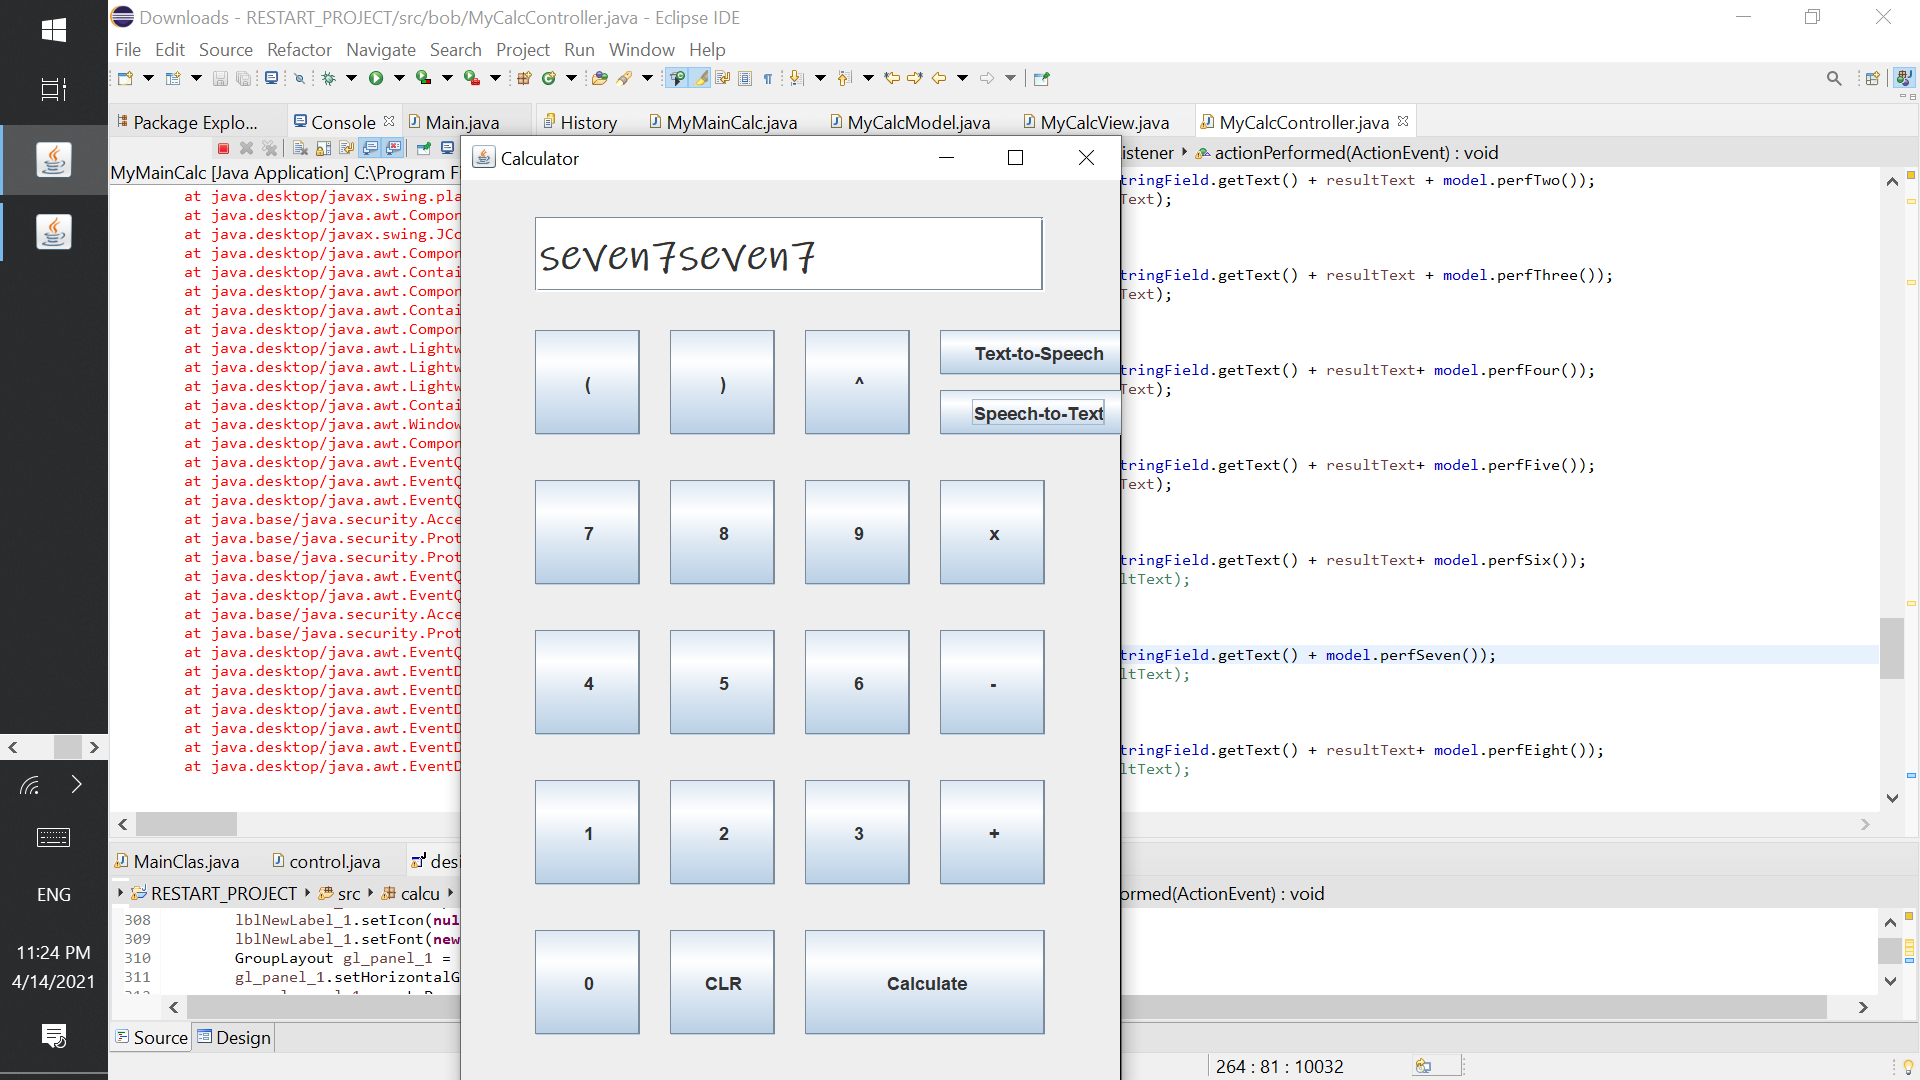 Downloads - RESTART_PROJECT/src/bob/MyCalcController.java - Eclipse IDE
File Edit Source Refactor Navigate Search Project Run Window Help
Package Explo... Console Main.java History MyMainCalc.java MyCalcModel.java MyCalcView.java MyCalcController.java
MyMainCalc [Java Application] C:\Program F
at java.desktop/javax.swing.pla
at java.desktop/java.awt.Compon
at java.desktop/javax.swing.JCo
at java.desktop/java.awt.Compon
at java.desktop/java.awt.Contai
at java.desktop/java.awt.Compon
at java.desktop/java.awt.Contai
at java.desktop/java.awt.Compon
at java.desktop/java.awt.Lightw
at java.desktop/java.awt.Lightw
at java.desktop/java.awt.Lightw
at java.desktop/java.awt.Contai
at java.desktop/java.awt.Window
at java.desktop/java.awt.Compon
at java.desktop/java.awt.EventQ
at java.desktop/java.awt.EventQ
at java.desktop/java.awt.EventQ
at java.base/java.security.Acce
at java.base/java.security.Prot
at java.base/java.security.Prot
at java.desktop/java.awt.EventQ
at java.desktop/java.awt.EventQ
at java.base/java.security.Acce
at java.base/java.security.Prot
at java.desktop/java.awt.EventQ
at java.desktop/java.awt.EventD
at java.desktop/java.awt.EventD
at java.desktop/java.awt.EventD
at java.desktop/java.awt.EventD
at java.desktop/java.awt.EventD
at java.desktop/java.awt.EventD
Calculator
seven7seven7
( ) ^ Text-to-Speech
Speech-to-Text
7 8 9 x
4 5 6 -
1 2 3 +
0 CLR Calculate
istener actionPerformed(ActionEvent) : void
tringField.getText() + resultText + model.perfTwo());
Text);
tringField.getText() + resultText + model.perfThree());
Text);
tringField.getText() + resultText+ model.perfFour());
Text);
tringField.getText() + resultText+ model.perfFive());
Text);
tringField.getText() + resultText+ model.perfSix());
ltText);
tringField.getText() + model.perfSeven());
ltText);
tringField.getText() + resultText+ model.perfEight());
ltText);
MainClas.java control.java desi
RESTART_PROJECT src calcu ormed(ActionEvent) : void
308 lblNewLabel_1.setIcon(nul
309 lblNewLabel_1.setFont(new
310 GroupLayout gl_panel_1 =
311 gl_panel_1.setHorizontalG
Source Design
264 : 81 : 10032
ENG
11:24 PM
4/14/2021